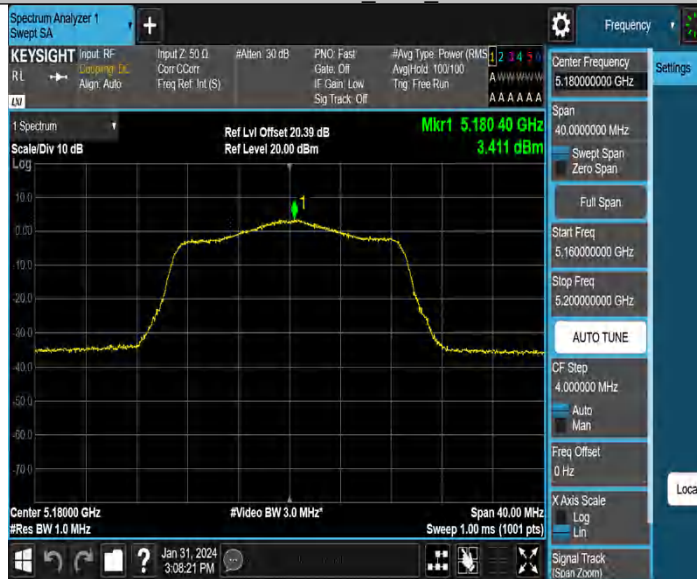 Spectrum Analyzer 1
Swept SA
+
Frequency
KEYSIGHT
RL
Input: RF
Coupling: DC
Align: Auto
Input Z: 50 Ω
Corr CCorr
Freq Ref: Int (S)
#Atten: 30 dB
PNO: Fast
Gate: Off
IF Gain: Low
Sig Track: Off
#Avg Type: Power (RMS
Avg|Hold: 100/100
Trig: Free Run
1 2 3 4 5 6
A W W W W W
A A A A A A
LXI
1 Spectrum
Scale/Div 10 dB
Log
Ref Lvl Offset 20.39 dB
Ref Level 20.00 dBm
Mkr1 5.180 40 GHz
3.411 dBm
1
10.0
0.00
-10.0
-20.0
-30.0
-40.0
-50.0
-60.0
-70.0
Center 5.18000 GHz
#Res BW 1.0 MHz
#Video BW 3.0 MHz*
Span 40.00 MHz
Sweep 1.00 ms (1001 pts)
?
Jan 31, 2024
3:08:21 PM
Center Frequency
5.180000000 GHz
Span
40.0000000 MHz
Swept Span
Zero Span
Full Span
Start Freq
5.160000000 GHz
Stop Freq
5.200000000 GHz
AUTO TUNE
CF Step
4.000000 MHz
Auto
Man
Freq Offset
0 Hz
X Axis Scale
Log
Lin
Signal Track
(Span Zoom)
Settings
Loca